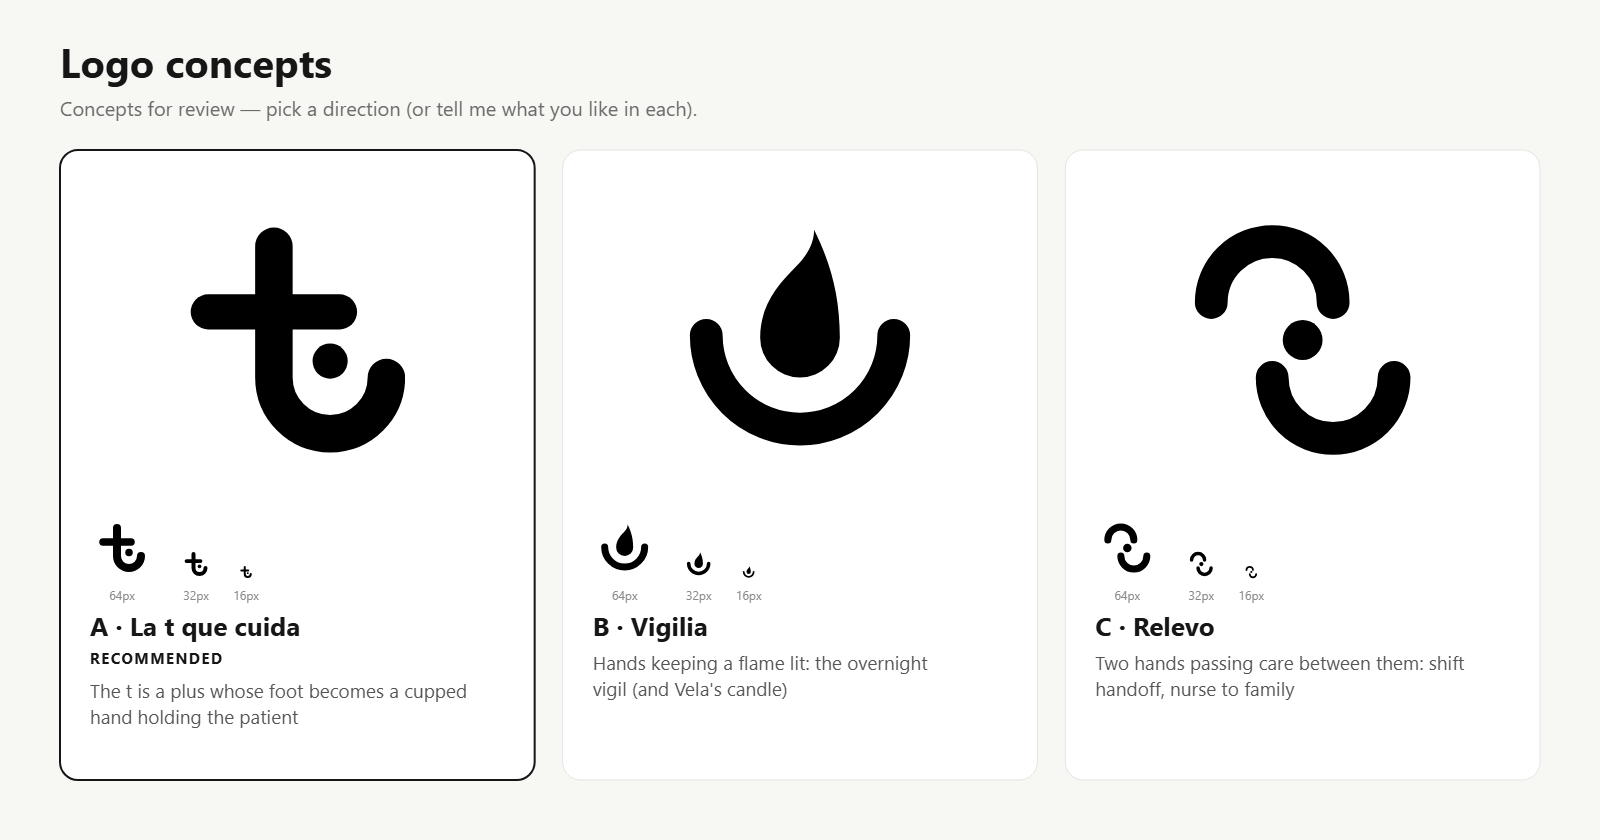 Logo concepts
Concepts for review — pick a direction (or tell me what you like in each).
64px 32px 16px
A · La t que cuida
RECOMMENDED
The t is a plus whose foot becomes a cupped
hand holding the patient
64px 32px 16px
B · Vigilia
Hands keeping a flame lit: the overnight
vigil (and Vela's candle)
64px 32px 16px
C · Relevo
Two hands passing care between them: shift
handoff, nurse to family